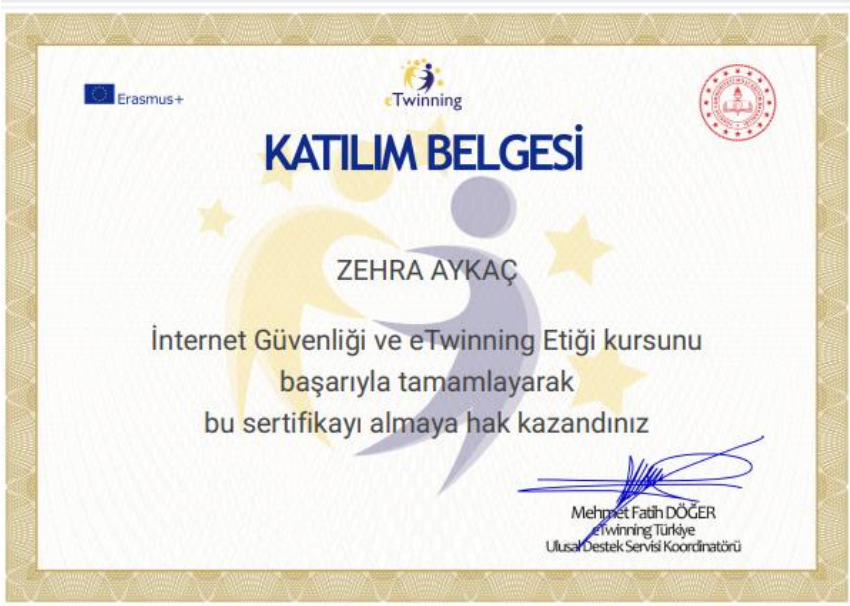 Erasmus+
eTwinning
KATILIM BELGESİ
ZEHRA AYKAÇ
İnternet Güvenliği ve eTwinning Etiği kursunu
başarıyla tamamlayarak
bu sertifikayı almaya hak kazandınız
Mehmet Fatih DÖĞER
eTwinning Türkiye
Ulusal Destek Servisi Koordinatörü